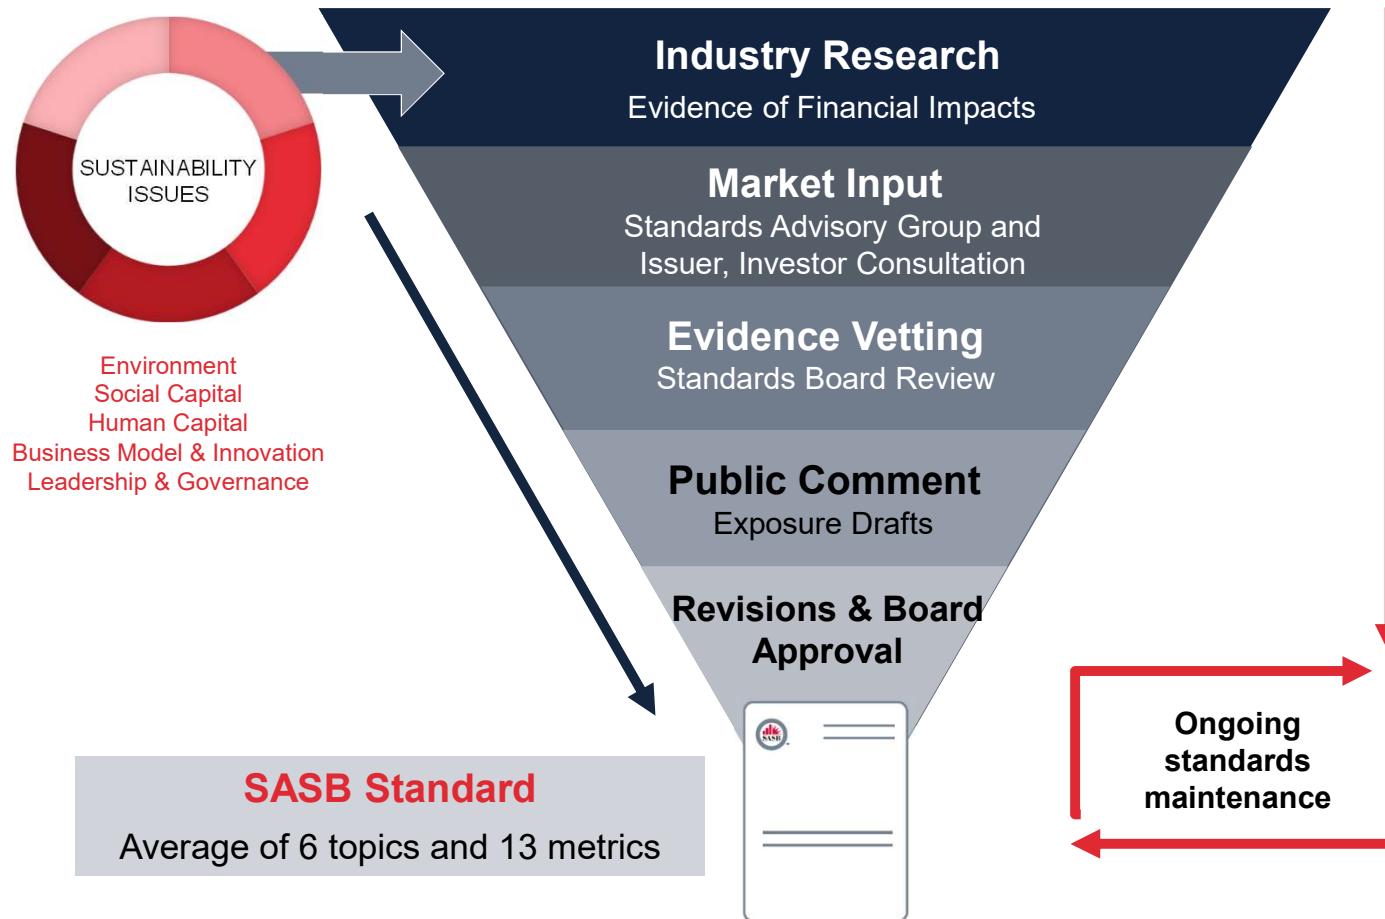 SUSTAINABILITY
ISSUES
Environment
Social Capital
Human Capital
Business Model & Innovation
Leadership & Governance
Industry Research
Evidence of Financial Impacts
Market Input
Standards Advisory Group and
Issuer, Investor Consultation
Evidence Vetting
Standards Board Review
Public Comment
Exposure Drafts
Revisions & Board
Approval
SASB
SASB Standard
Average of 6 topics and 13 metrics
Ongoing
standards
maintenance